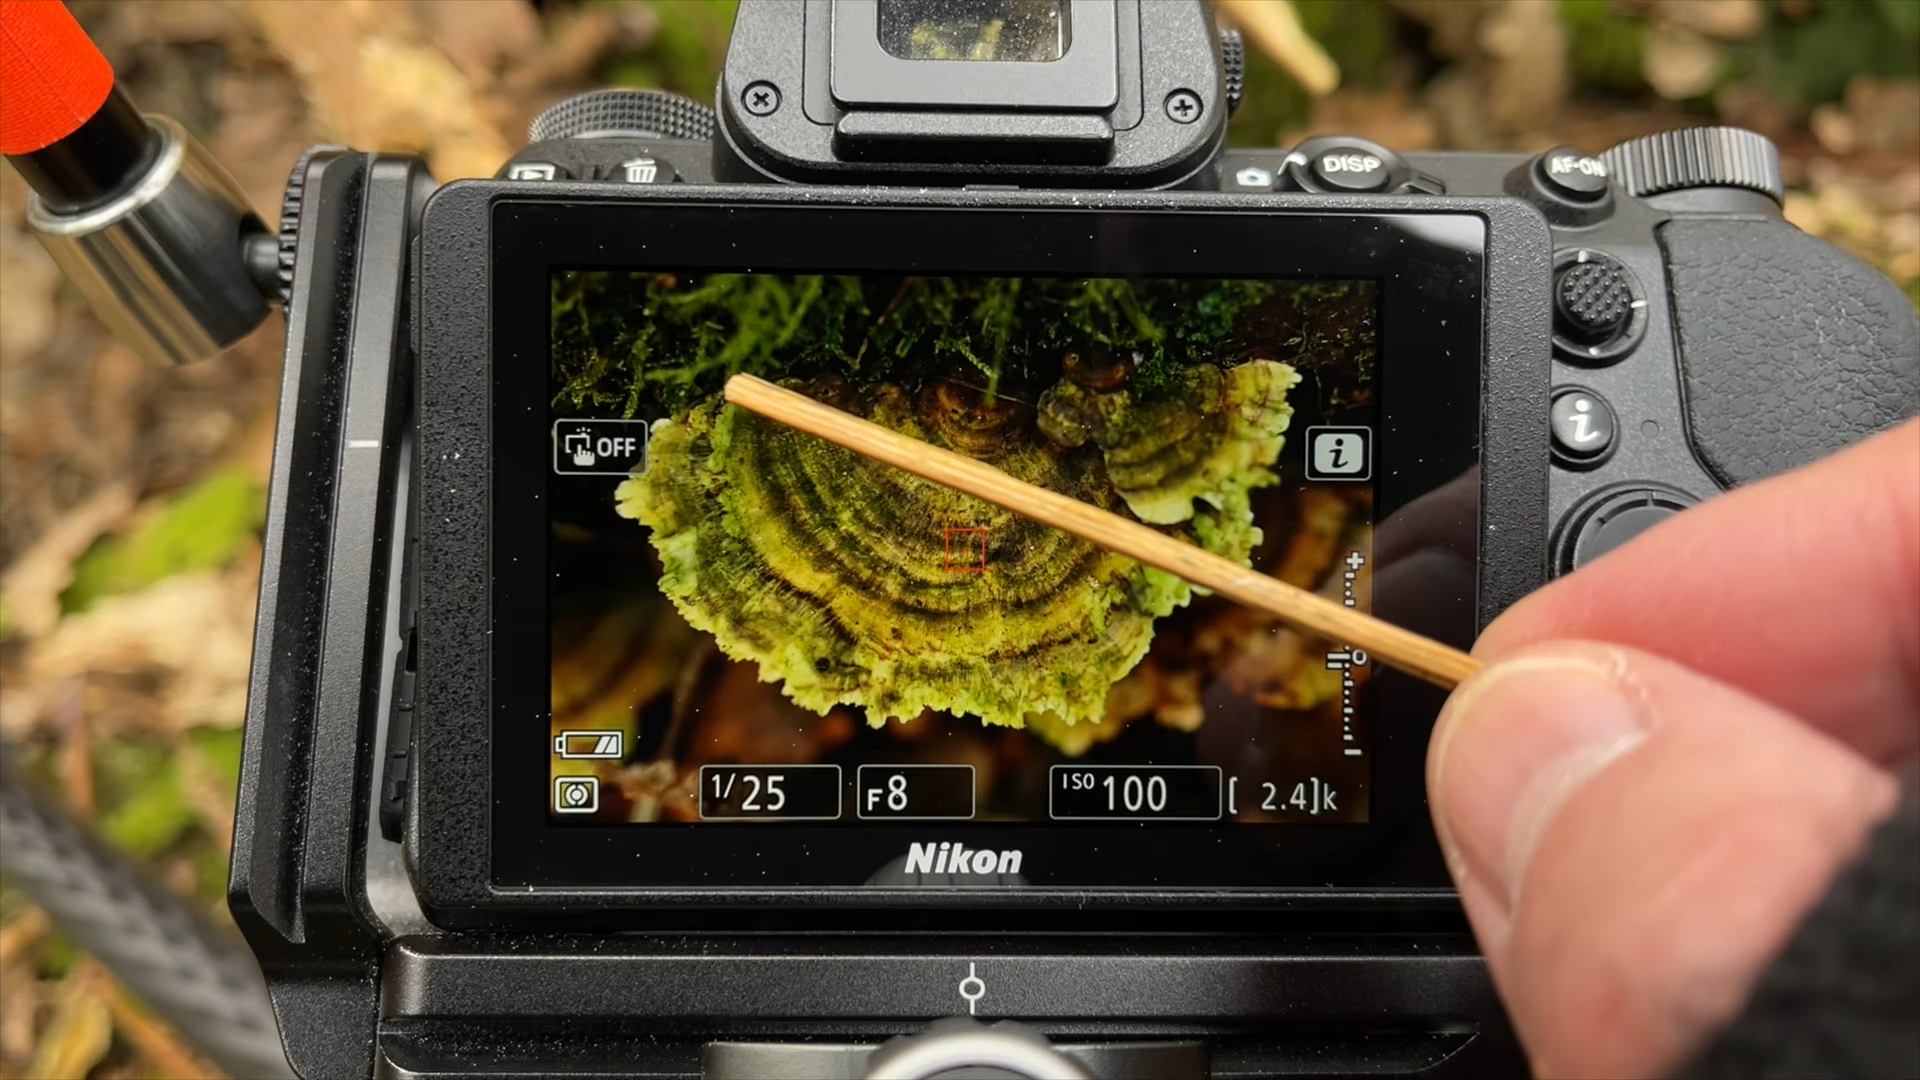 DISP
AF-ON
OFF
i
i
1/25
F8
ISO 100
[ 2.4]k
Nikon